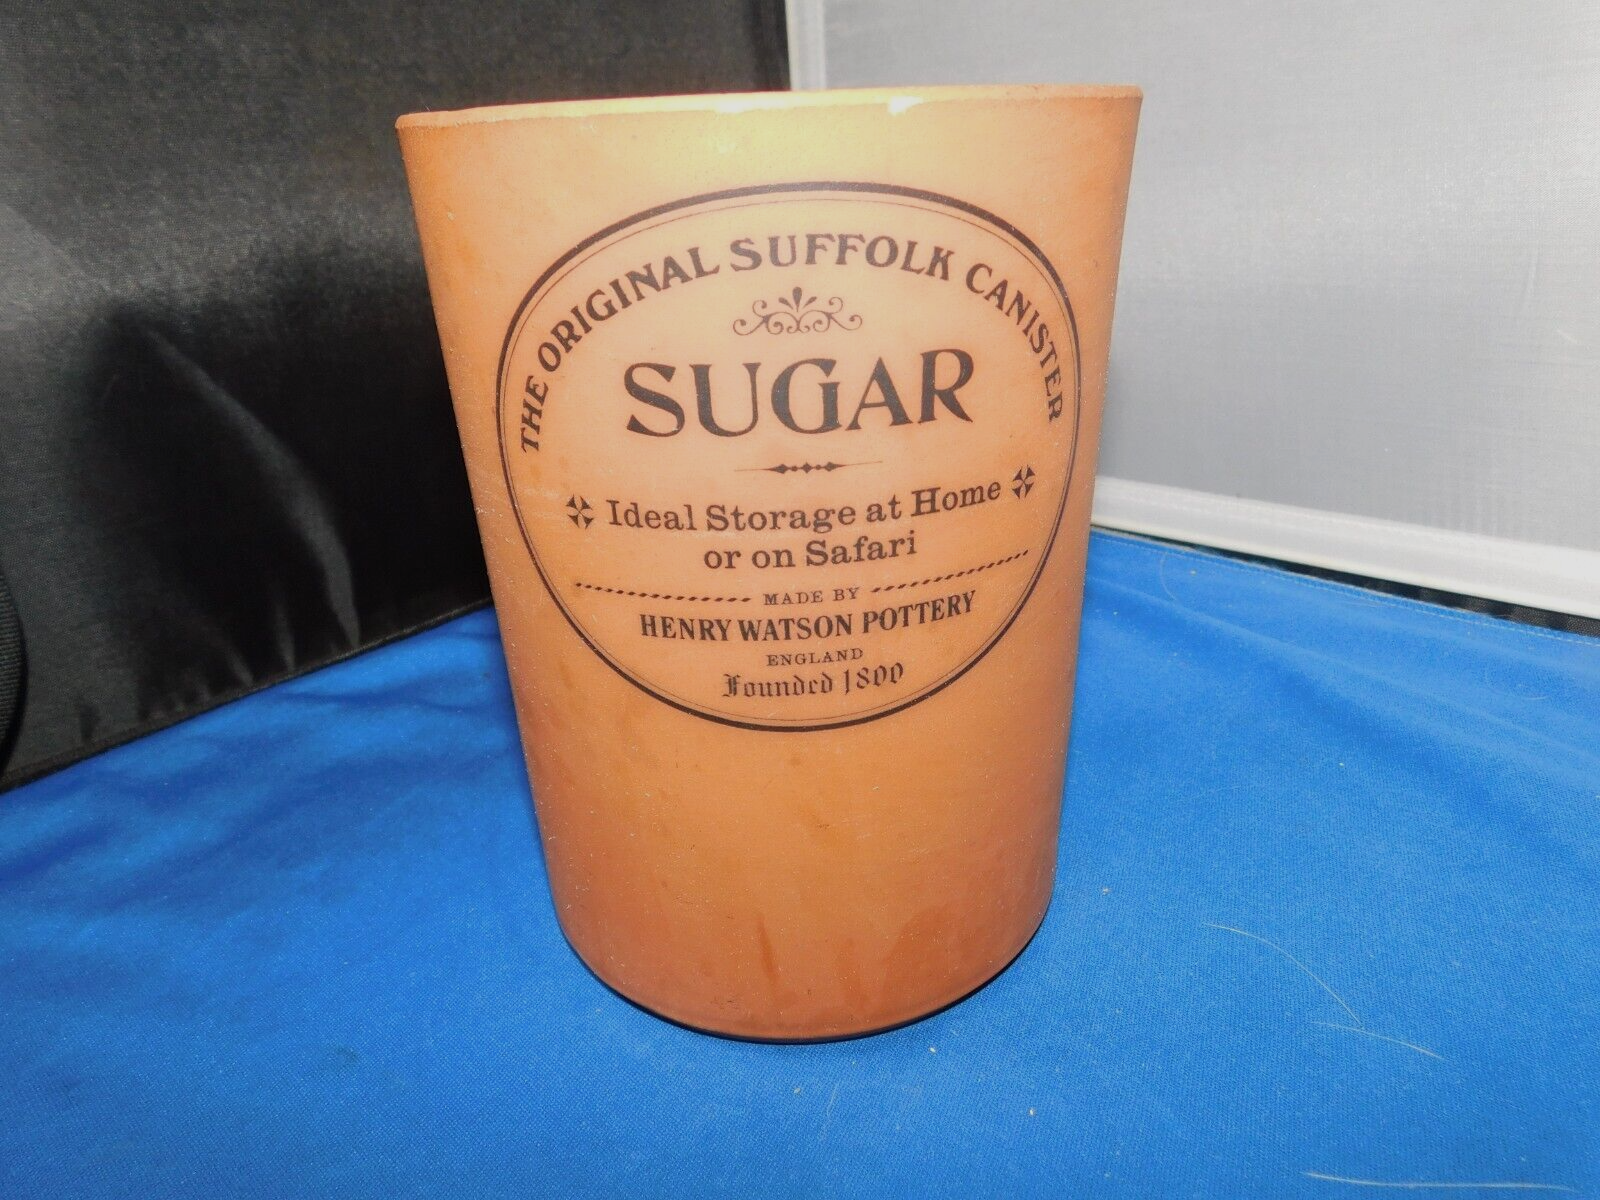 THE ORIGINAL SUFFOLK CANISTER
SUGAR
Ideal Storage at Home
or on Safari
MADE BY
HENRY WATSON POTTERY
ENGLAND
Founded 1800